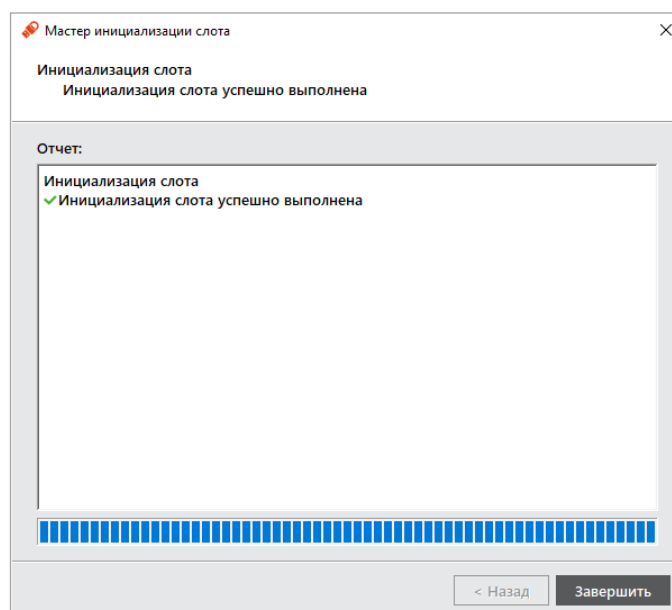 Мастер инициализации слота
Инициализация слота
Инициализация слота успешно выполнена
Отчет:
Инициализация слота
Инициализация слота успешно выполнена
< Назад
Завершить